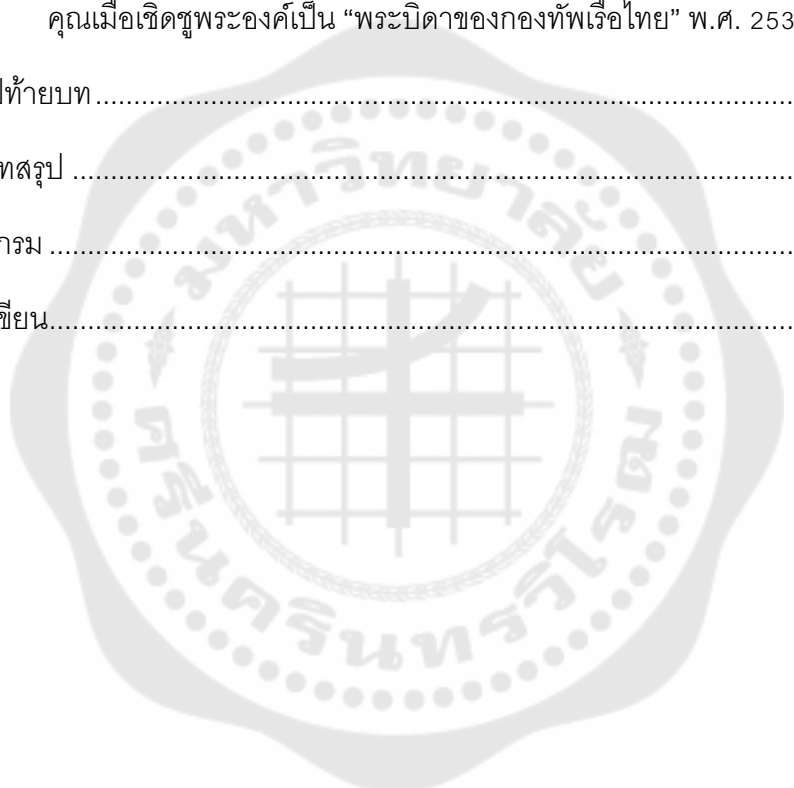 คุณเมื่อเชิดชูพระองค์เป็น “พระบิดาของกองทัพเรือไทย” พ.ศ. 253
ท้ายบท ..........................................................................................
ทสรุป ............................................................................................
กรม ...............................................................................................
ขียน...............................................................................................
มหาวิทยาลัย
ศรีนครินทรวิโรฒ